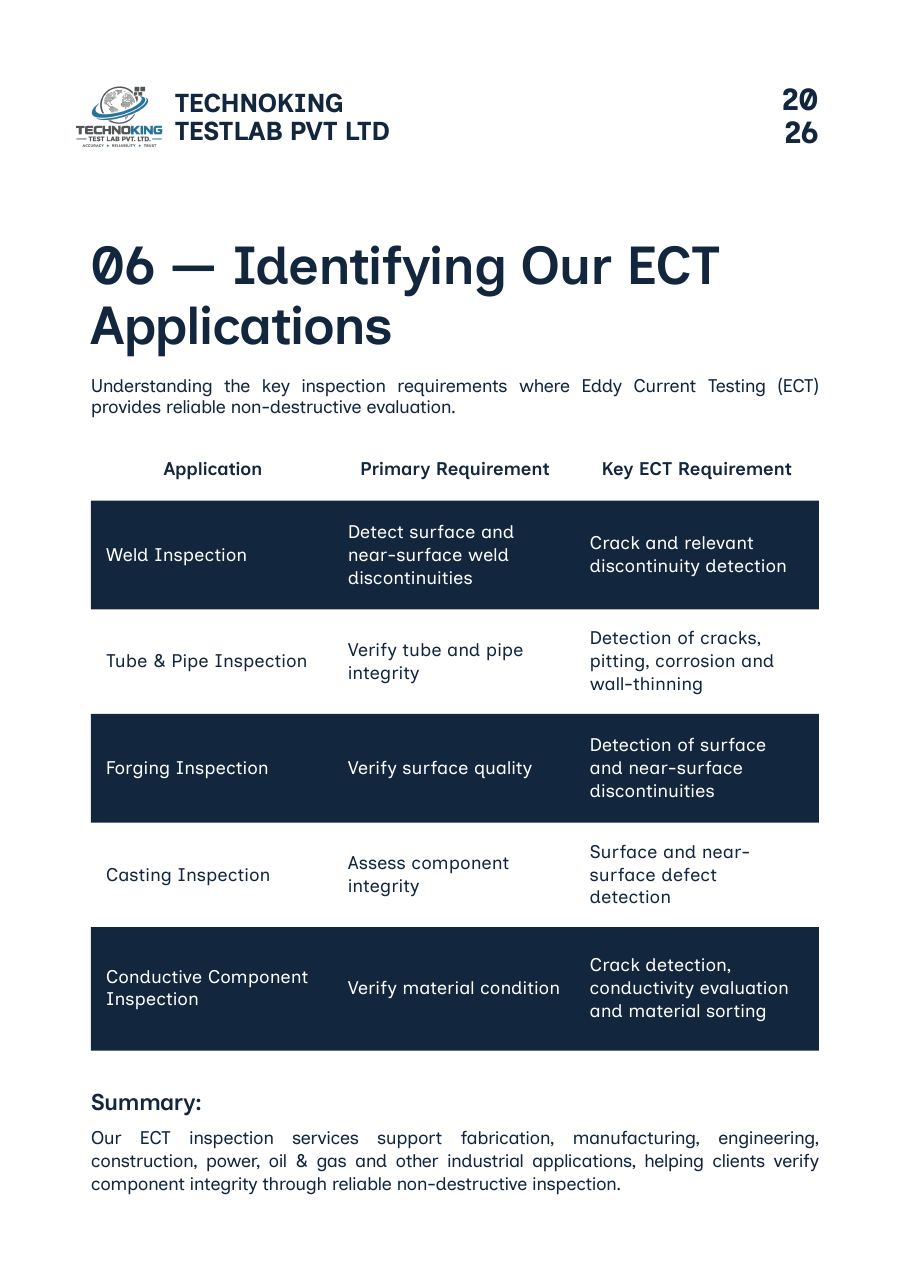 TECHNOKING
TEST LAB PVT. LTD.
ACCURACY • RELIABILITY • TRUST
TECHNOKING
TESTLAB PVT LTD
20
26
06 — Identifying Our ECT
Applications
Understanding the key inspection requirements where Eddy Current Testing (ECT)
provides reliable non-destructive evaluation.
Application
Primary Requirement
Key ECT Requirement
Weld Inspection
Detect surface and
near-surface weld
discontinuities
Crack and relevant
discontinuity detection
Tube & Pipe Inspection
Verify tube and pipe
integrity
Detection of cracks,
pitting, corrosion and
wall-thinning
Forging Inspection
Verify surface quality
Detection of surface
and near-surface
discontinuities
Casting Inspection
Assess component
integrity
Surface and near-
surface defect
detection
Conductive Component
Inspection
Verify material condition
Crack detection,
conductivity evaluation
and material sorting
Summary:
Our ECT inspection services support fabrication, manufacturing, engineering,
construction, power, oil & gas and other industrial applications, helping clients verify
component integrity through reliable non-destructive inspection.